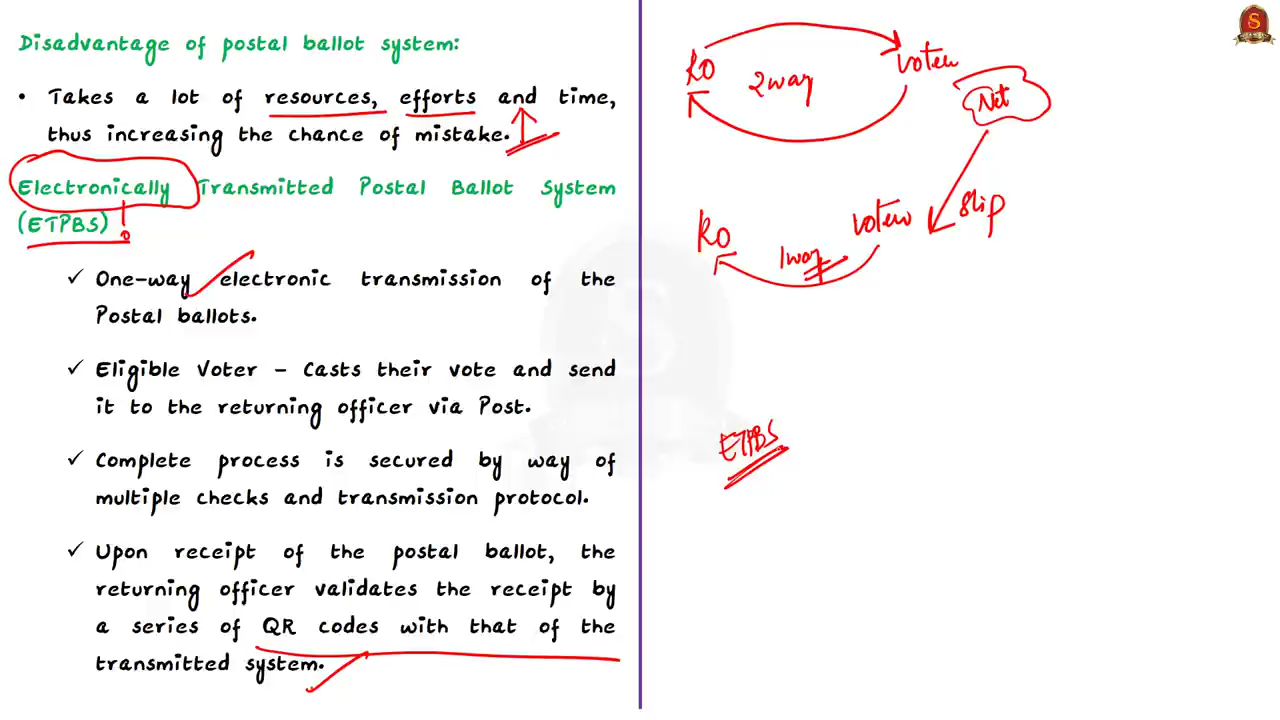 Disadvantage of postal ballot system:
• Takes a lot of resources, efforts and time,
thus increasing the chance of mistake.
Electronically Transmitted Postal Ballot System
(ETPBS)
✓ One-way electronic transmission of the
Postal ballots.
✓ Eligible Voter – Casts their vote and send
it to the returning officer via Post.
✓ Complete process is secured by way of
multiple checks and transmission protocol.
✓ Upon receipt of the postal ballot, the
returning officer validates the receipt by
a series of QR codes with that of the
transmitted system.
RO
2way
Net
RO
1way
Slip
ETPBS
S